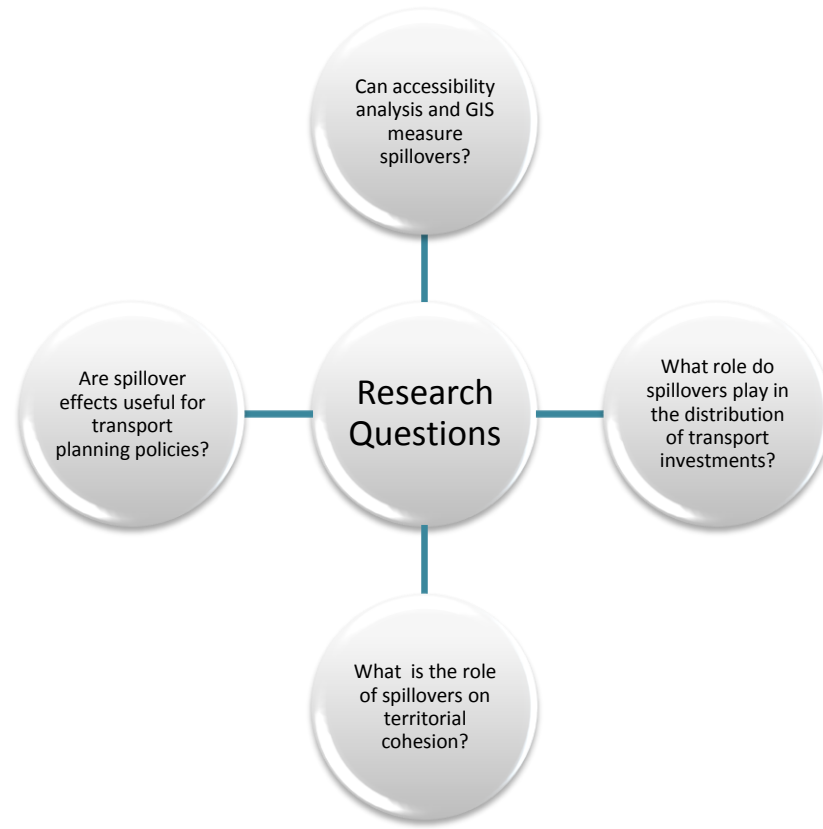 Can accessibility
analysis and GIS
measure
spillovers?
Are spillover
effects useful for
transport
planning policies?
Research
Questions
What role do
spillovers play in
the distribution
of transport
investments?
What  is the role
of spillovers on
territorial
cohesion?